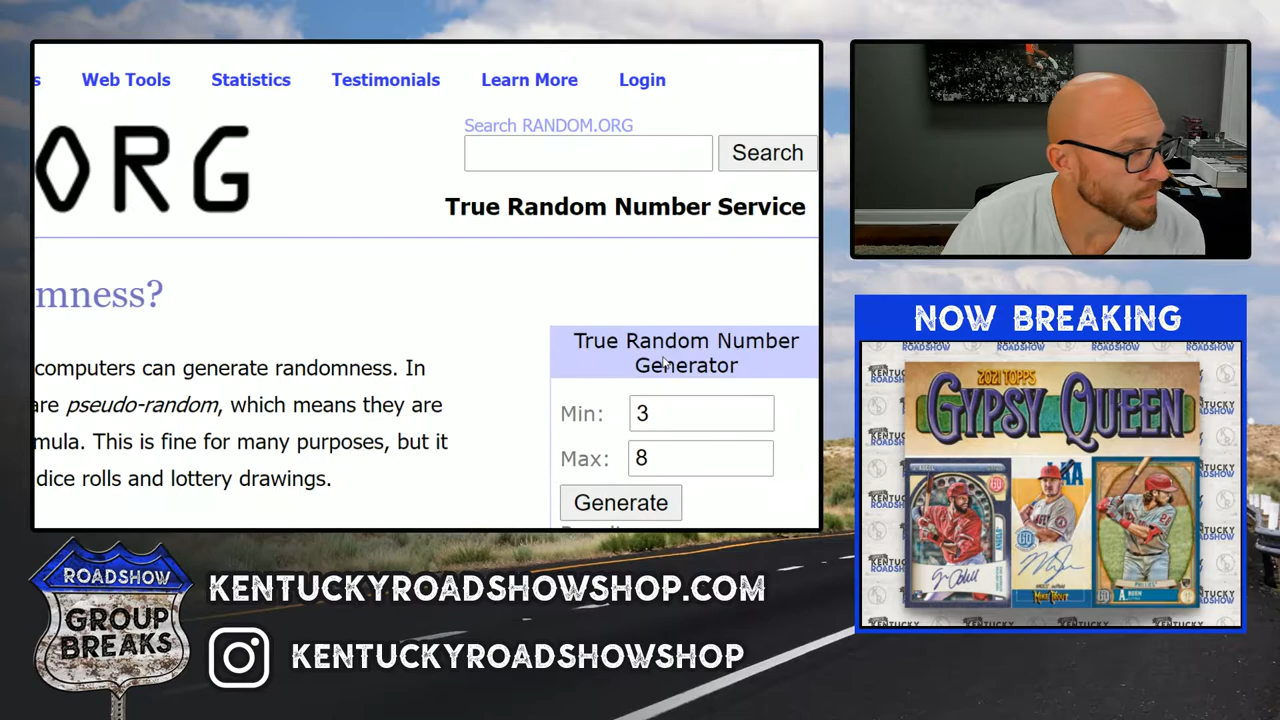 s Web Tools Statistics Testimonials Learn More Login
ORG
Search RANDOM.ORG
Search
True Random Number Service
mness?
computers can generate randomness. In
are pseudo-random, which means they are
mula. This is fine for many purposes, but it
dice rolls and lottery drawings.
True Random Number
Generator
Min: 3
Max: 8
Generate
NOW BREAKING
2021 TOPPS
GYPSY QUEEN
ROADSHOW
GROUP
BREAKS
KENTUCKYROADSHOWSHOP.COM
KENTUCKYROADSHOWSHOP